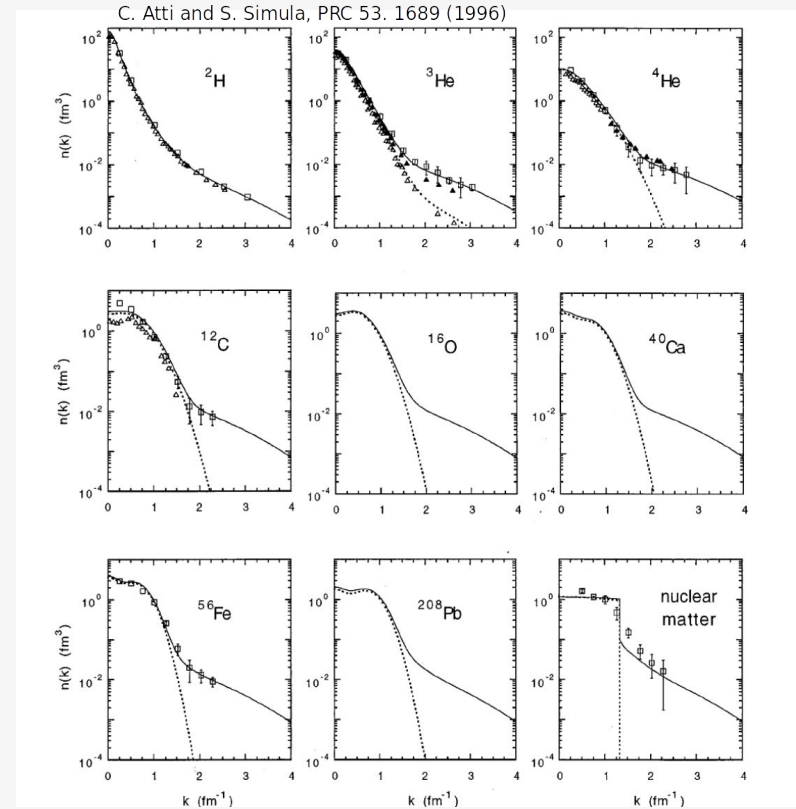 C. Atti and S. Simula, PRC 53. 1689 (1996)
n(k) (fm³)
10²
10⁰
10⁻²
10⁻⁴
²H
0 1 2 3 4
10²
10⁰
10⁻²
10⁻⁴
³He
0 1 2 3 4
10²
10⁰
10⁻²
10⁻⁴
⁴He
0 1 2 3 4
n(k) (fm³)
10⁰
10⁻²
10⁻⁴
¹²C
0 1 2 3 4
10⁰
10⁻²
10⁻⁴
¹⁶O
0 1 2 3 4
10⁰
10⁻²
10⁻⁴
⁴⁰Ca
0 1 2 3 4
n(k) (fm³)
10⁰
10⁻²
10⁻⁴
⁵⁶Fe
0 1 2 3 4
k (fm⁻¹)
10⁰
10⁻²
10⁻⁴
²⁰⁸Pb
0 1 2 3 4
k (fm⁻¹)
10⁰
10⁻²
10⁻⁴
nuclear
matter
0 1 2 3 4
k (fm⁻¹)